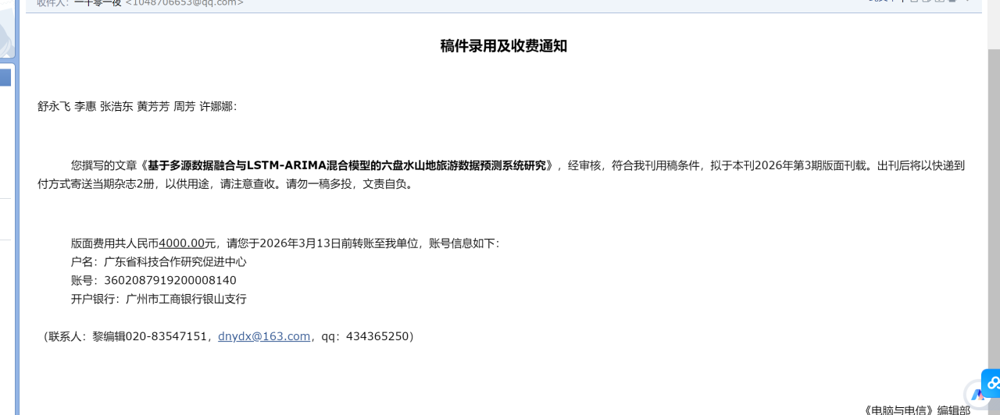 收件人：一千零一夜 <1048706653@qq.com>
稿件录用及收费通知
舒永飞 李惠 张浩东 黄芳芳 周芳 许娜娜：
您撰写的文章《基于多源数据融合与LSTM-ARIMA混合模型的六盘水山地旅游数据预测系统研究》，经审核，符合我刊用稿条件，拟于本刊2026年第3期版面刊载。出刊后将以快递到
付方式寄送当期杂志2册，以供用途，请注意查收。请勿一稿多投，文责自负。
版面费用共人民币4000.00元，请您于2026年3月13日前转账至我单位，账号信息如下：
户名：广东省科技合作研究促进中心
账号：3602087919200008140
开户银行：广州市工商银行银山支行
（联系人：黎编辑020-83547151，dnydx@163.com，qq：434365250）
《电脑与电信》编辑部